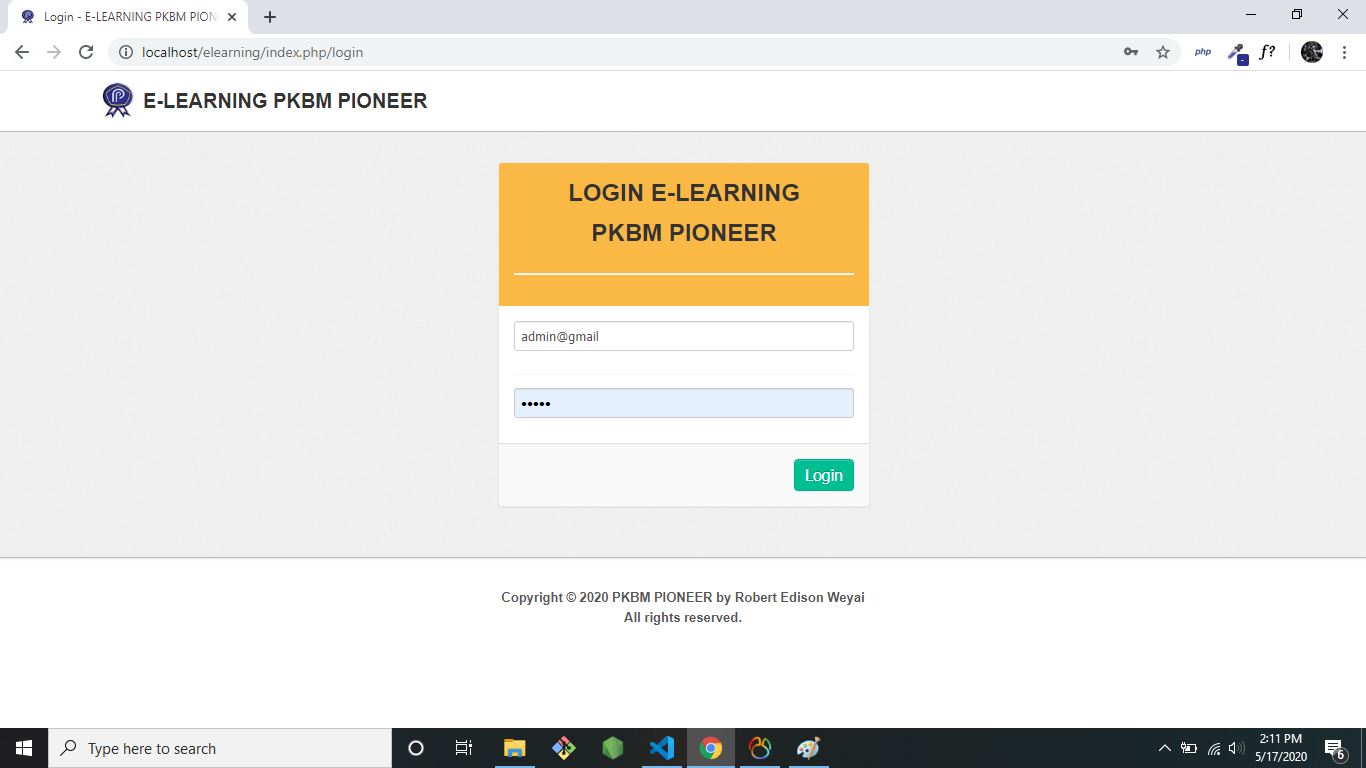 Login - E-LEARNING PKBM PION
localhost/elearning/index.php/login
php
f?
E-LEARNING PKBM PIONEER
LOGIN E-LEARNING
PKBM PIONEER
admin@gmail
•••••
Login
Copyright © 2020 PKBM PIONEER by Robert Edison Weyai
All rights reserved.
Type here to search
2:11 PM
5/17/2020
6